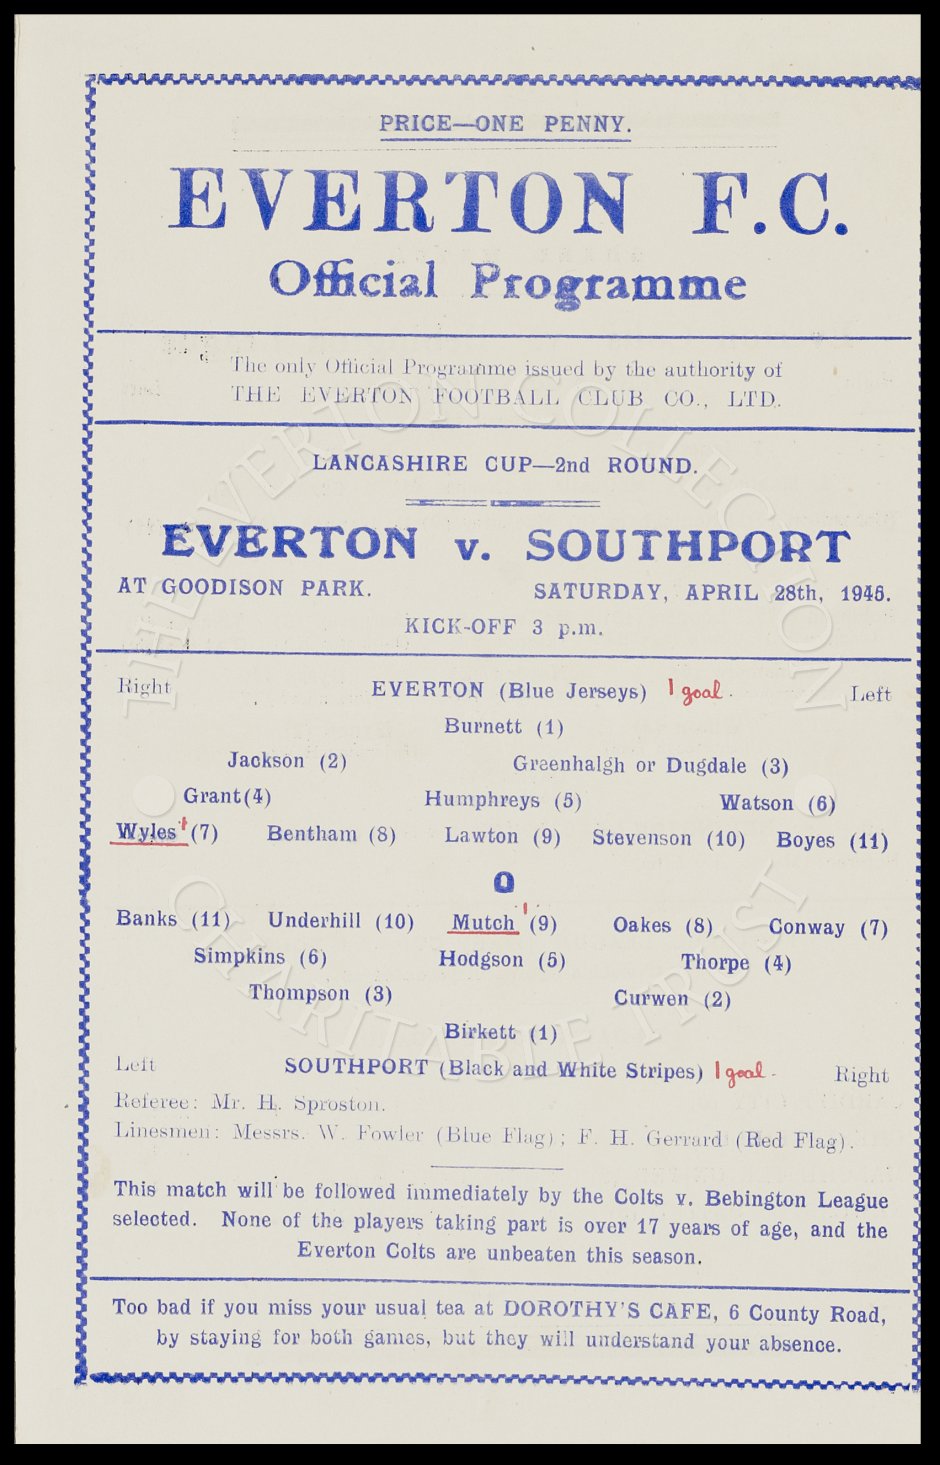 PRICE—ONE PENNY.
EVERTON F.C.
Official Programme
The only Official Programme issued by the authority of
THE EVERTON FOOTBALL CLUB CO., LTD.
LANCASHIRE CUP—2nd ROUND.
EVERTON v. SOUTHPORT
AT GOODISON PARK. SATURDAY, APRIL 28th,
KICK-OFF 3 p.m.
Right EVERTON (Blue Jerseys) 1 goal. Left
Burnett (1)
Jackson (2) Greenhalgh or Dugdale (3)
Grant(4) Humphreys (5) Watson (6)
Wyles 1 (7) Bentham (8) Lawton (9) Stevenson (10) Boyes (11)
O
Banks (11) Underhill (10) Mutch 1 (9) Oakes (8) Conway (7)
Simpkins (6) Hodgson (5) Thorpe (4)
Thompson (3) Curwen (2)
Birkett (1)
Left SOUTHPORT (Black and White Stripes) 1 goal. Right
Referee: Mr. H. Sproston.
Linesmen: Messrs. W. Fowler (Blue Flag); F. H. Gerrard (Red Flag).
This match will be followed immediately by the Colts v. Bebington League
selected. None of the players taking part is over 17 years of age, and the
Everton Colts are unbeaten this season.
Too bad if you miss your usual tea at DOROTHY'S CAFE, 6 County Road,
by staying for both games, but they will understand your absence.
THE EVERTON COLLECTION
CHARITABLE TRUST